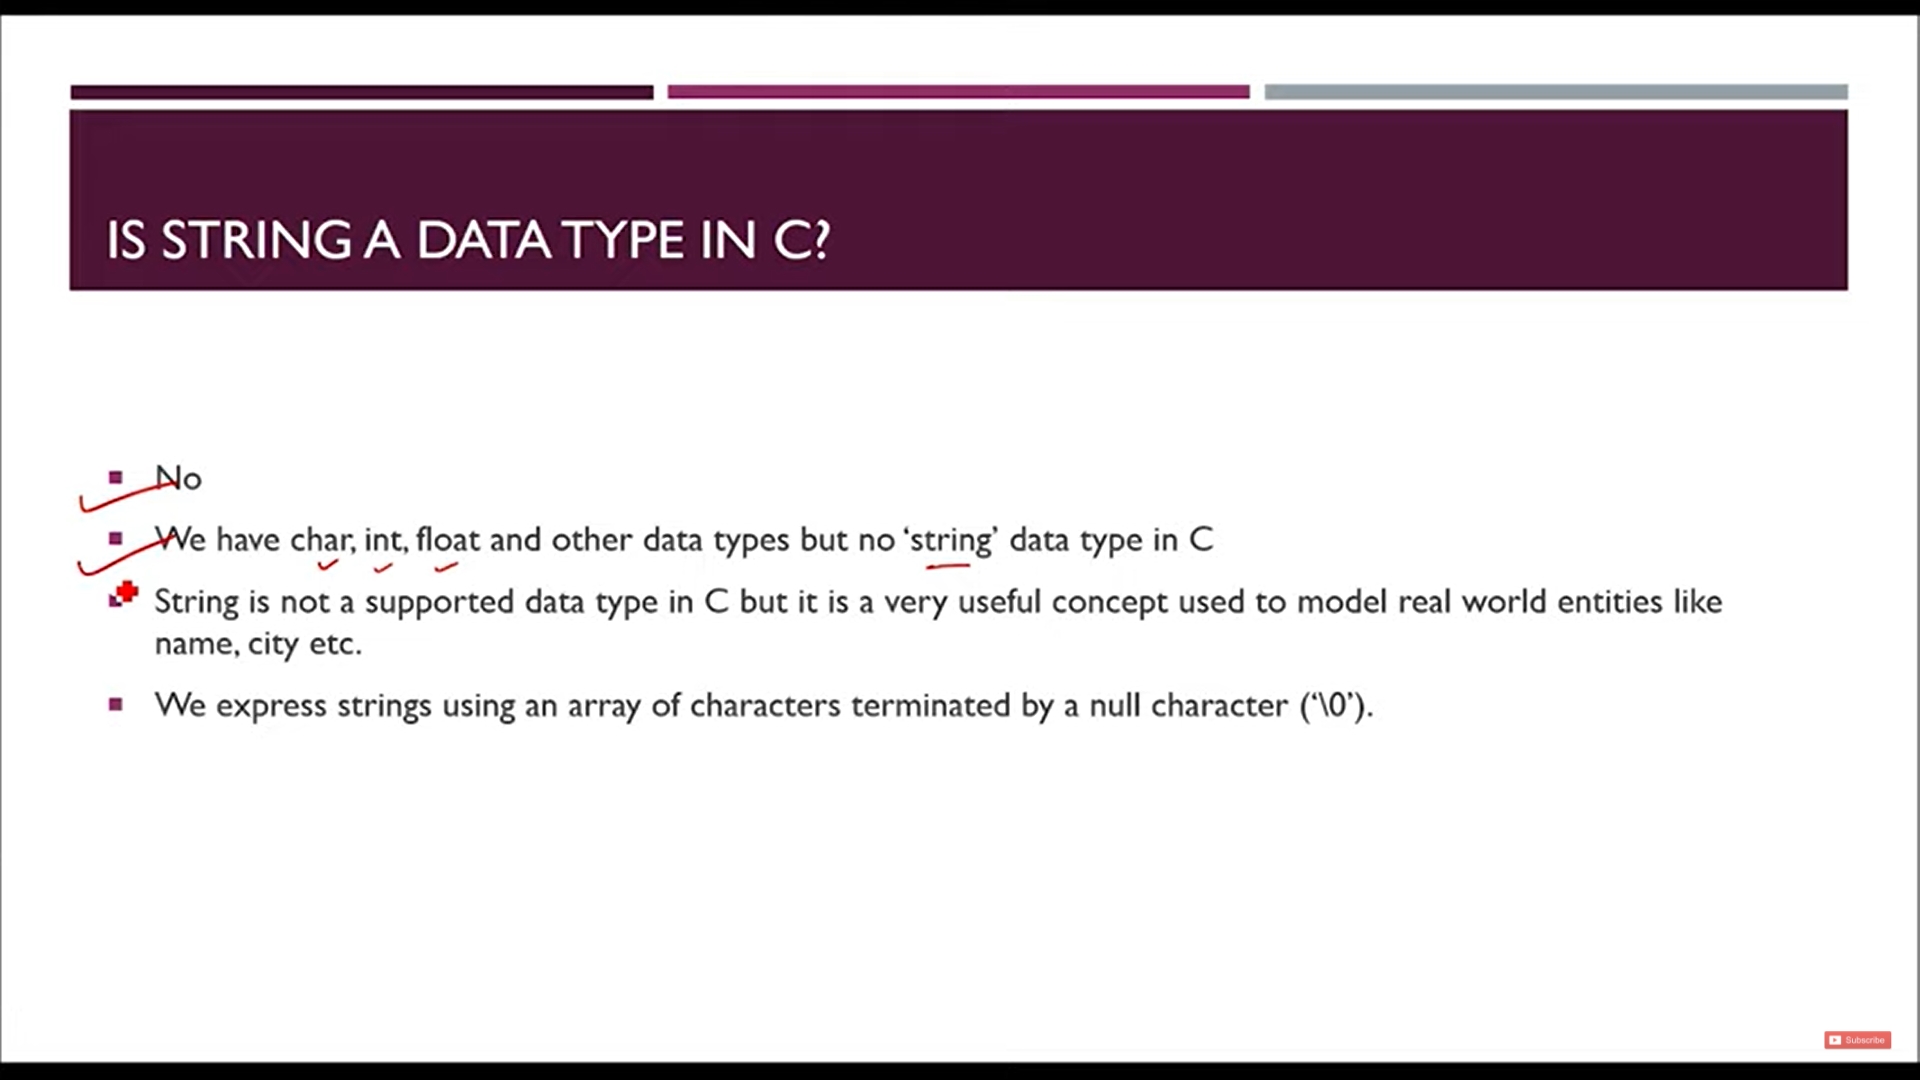 IS STRING A DATA TYPE IN C?
No
We have char, int, float and other data types but no ‘string’ data type in C
String is not a supported data type in C but it is a very useful concept used to model real world entities like
name, city etc.
We express strings using an array of characters terminated by a null character (‘\0’).
Subscribe